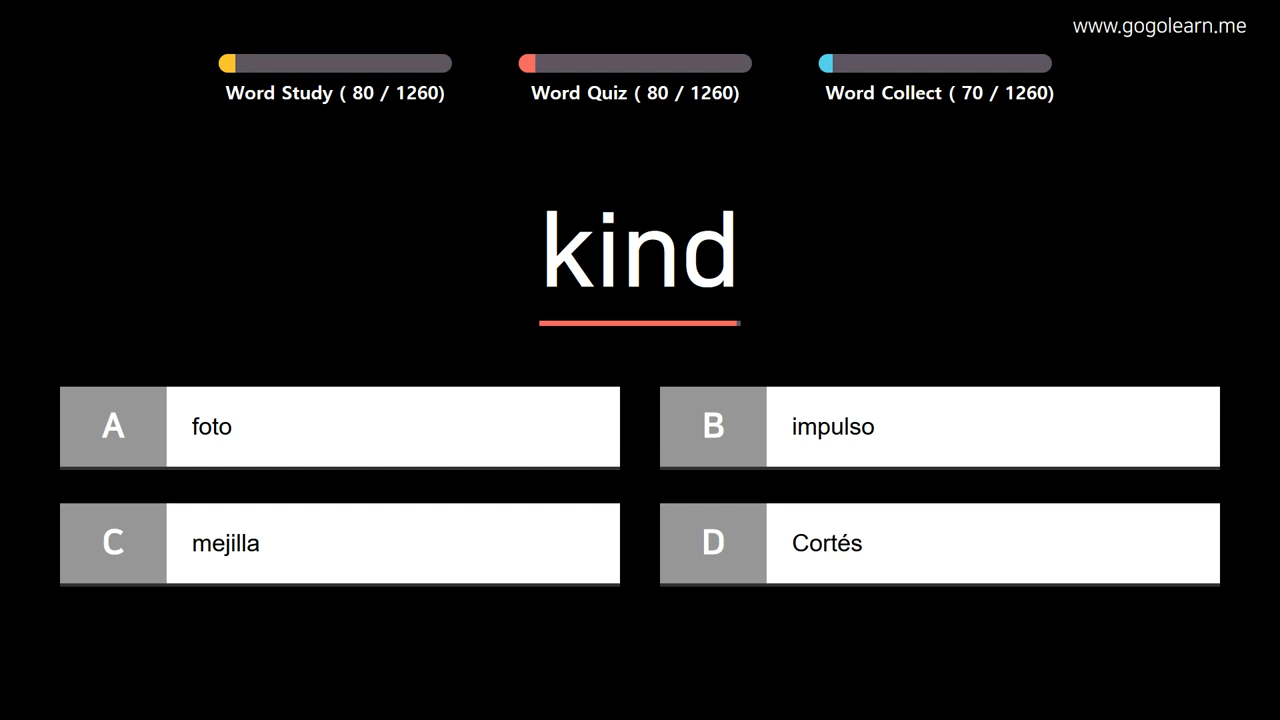 www.gogolearn.me
Word Study ( 80 / 1260)
Word Quiz ( 80 / 1260)
Word Collect ( 70 / 1260)
kind
A foto
B impulso
C mejilla
D Cortés